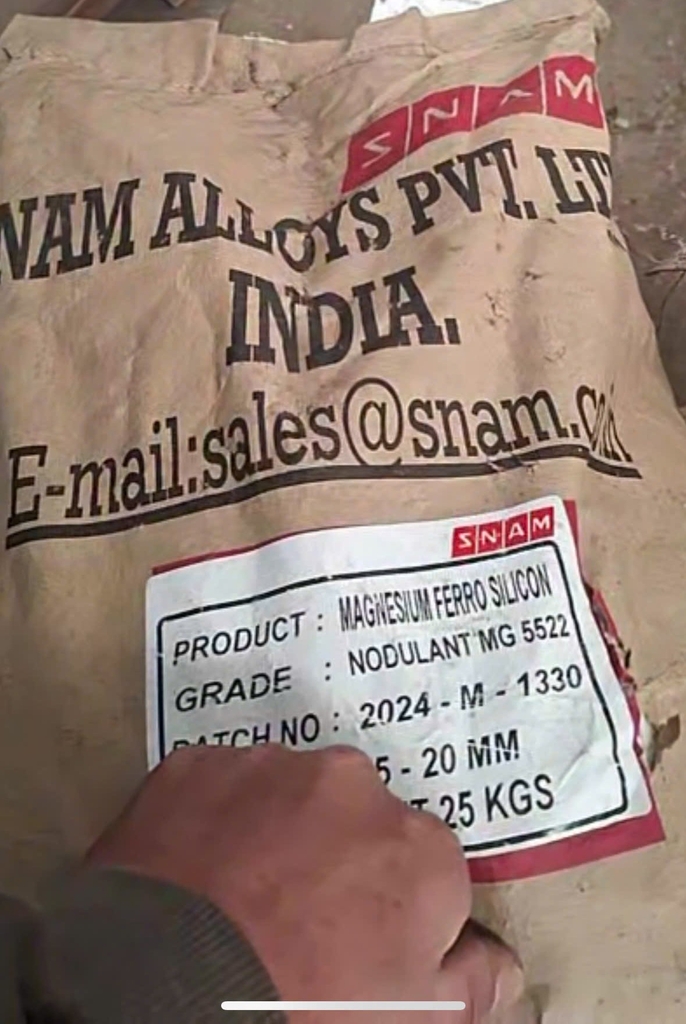 SNAM
NAM ALLOYS PVT. LT
INDIA.
E-mail:sales@snam.com
SNAM
PRODUCT : MAGNESIUM FERRO SILICON
GRADE : NODULANT MG 5522
BATCH NO : 2024 - M - 1330
5 - 20 MM
25 KGS